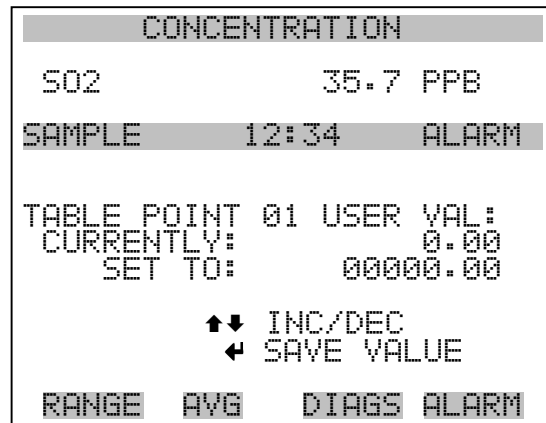 CONCENTRATION
SO2 35.7 PPB
SAMPLE 12:34 ALARM
TABLE POINT 01 USER VAL:
CURRENTLY: 0.00
SET TO: 00000.00
INC/DEC
SAVE VALUE
RANGE AVG DIAGS ALARM